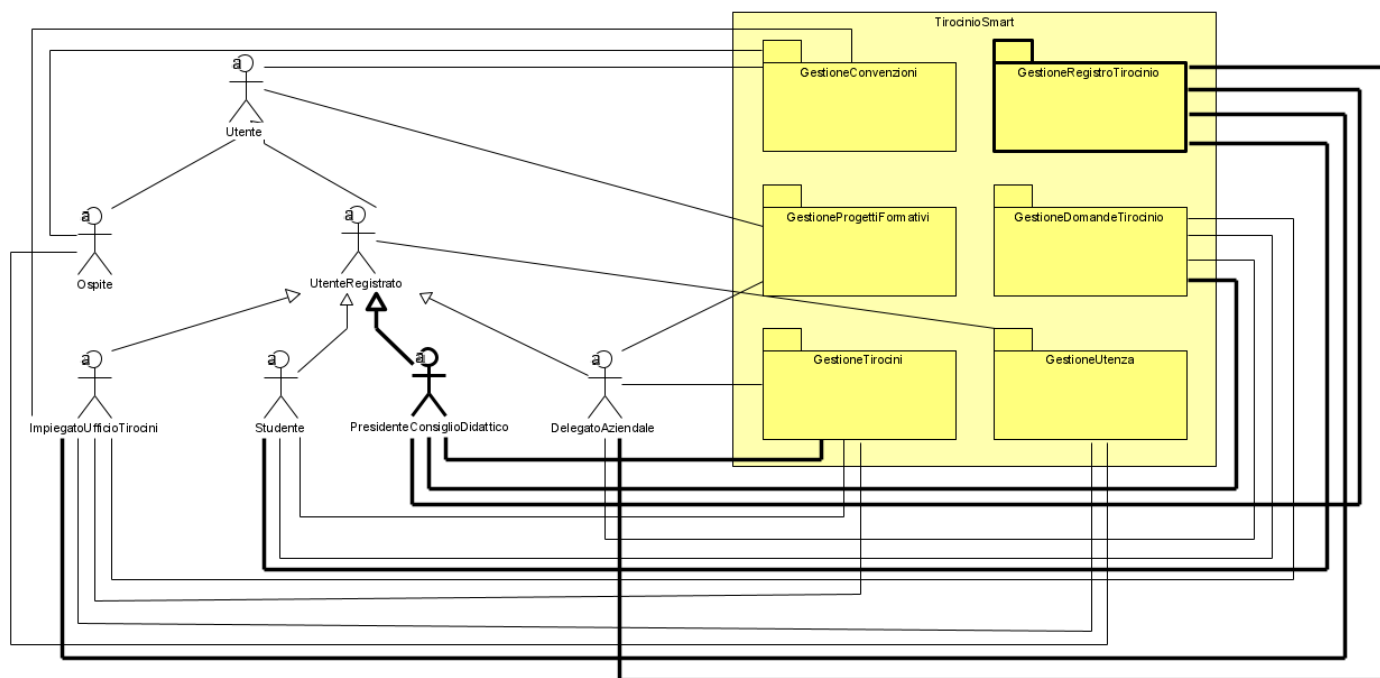 TirocinioSmart
GestioneConvenzioni
GestioneRegistroTirocinio
a
Utente
GestioneProgettiFormativi
GestioneDomandeTirocinio
a
Ospite
a
UtenteRegistrato
GestioneTirocini
GestioneUtenza
a
ImpiegatoUfficioTirocini
a
Studente
a
PresidenteConsiglioDidattico
a
DelegatoAziendale